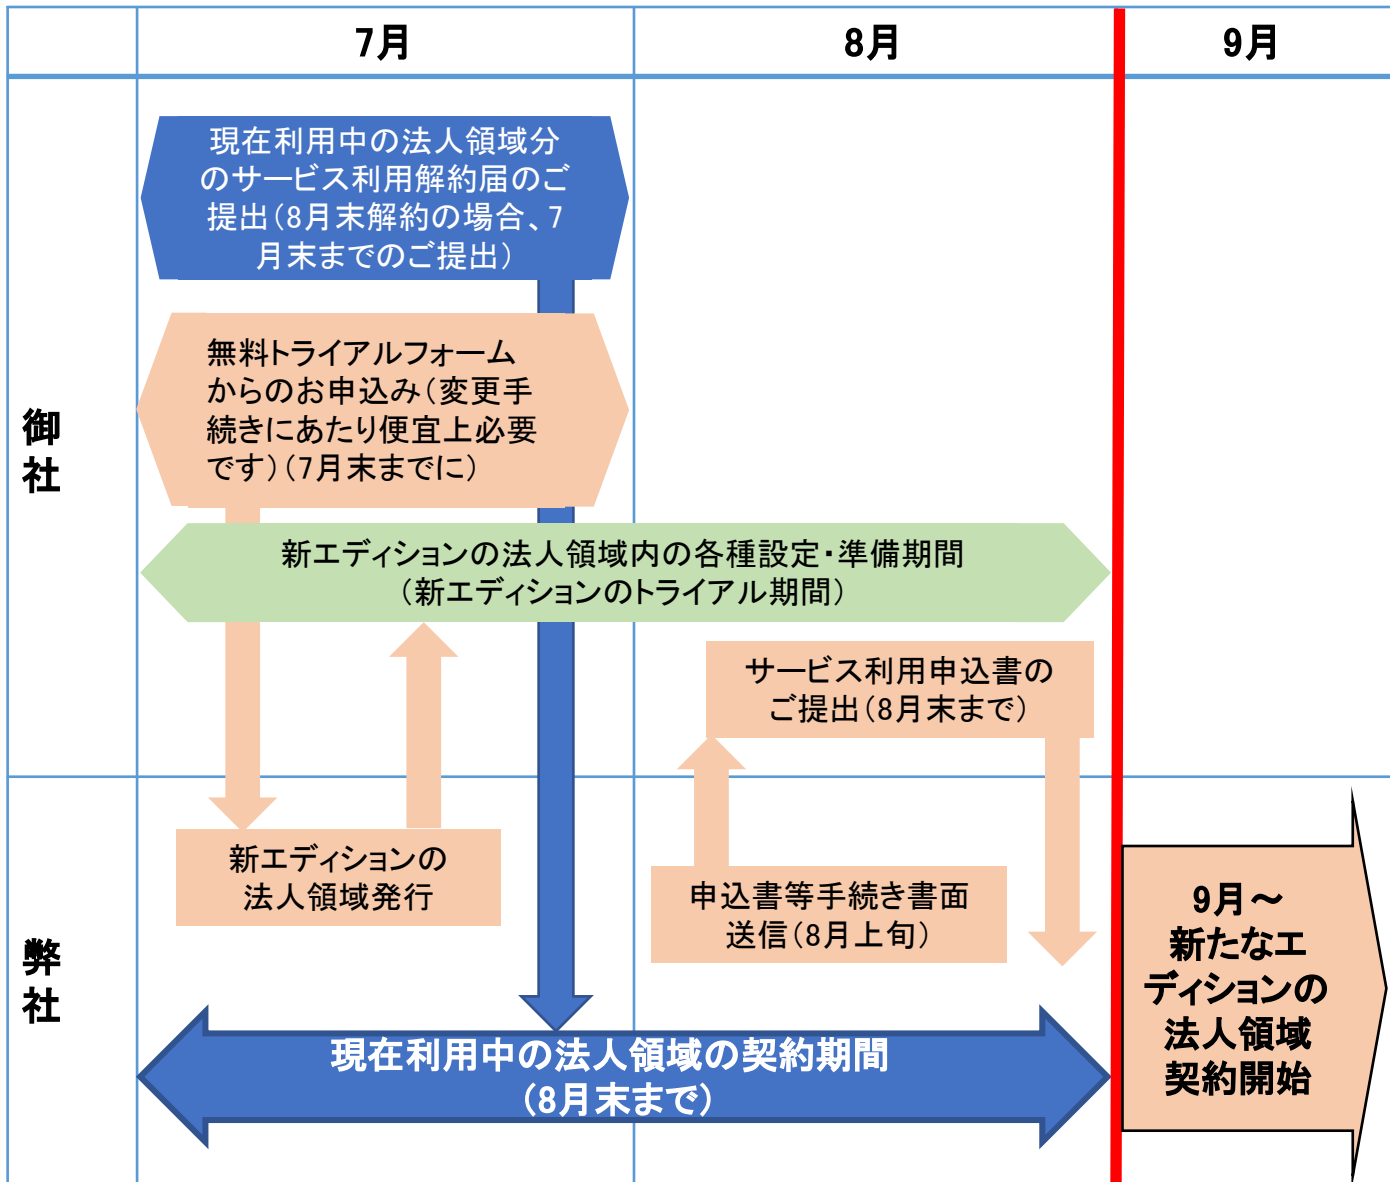 7月
8月
9月
御
社
現在利用中の法人領域分
のサービス利用解約届のご
提出(8月末解約の場合、7
月末までのご提出)
無料トライアルフォーム
からのお申込み(変更手
続きにあたり便宜上必要
です)(7月末までに)
新エディションの法人領域内の各種設定・準備期間
(新エディションのトライアル期間)
サービス利用申込書の
ご提出(8月末まで)
弊
社
新エディションの
法人領域発行
申込書等手続き書面
送信(8月上旬)
9月～
新たなエ
ディションの
法人領域
契約開始
現在利用中の法人領域の契約期間
(8月末まで)